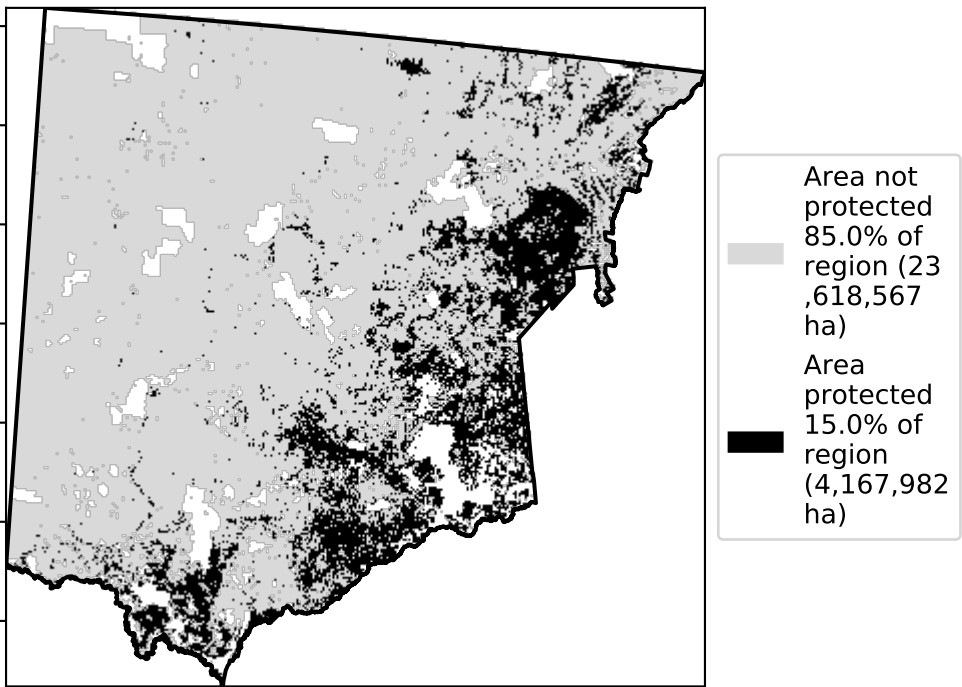 Area not
protected
85.0% of
region (23
,618,567
ha)
Area
protected
15.0% of
region
(4,167,982
ha)